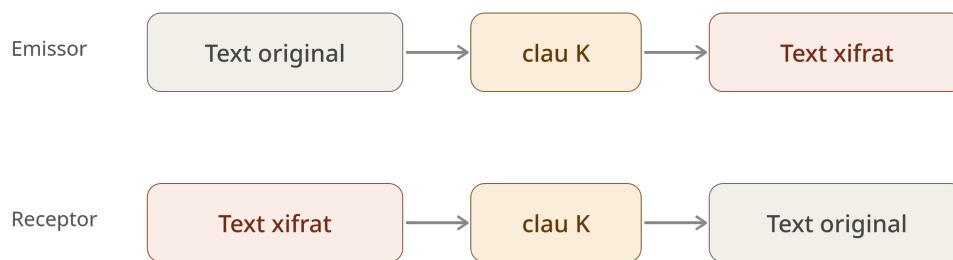 Emissor
Text original
clau K
Text xifrat
Receptor
Text xifrat
clau K
Text original